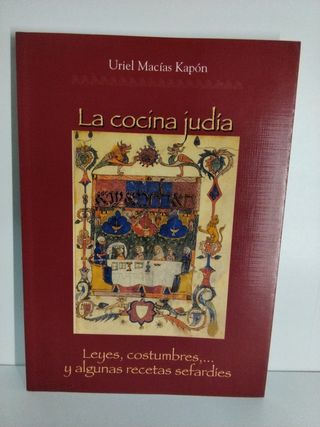 Uriel Macías Kapón
La cocina judía
Leyes, costumbres,...
y algunas recetas sefardíes